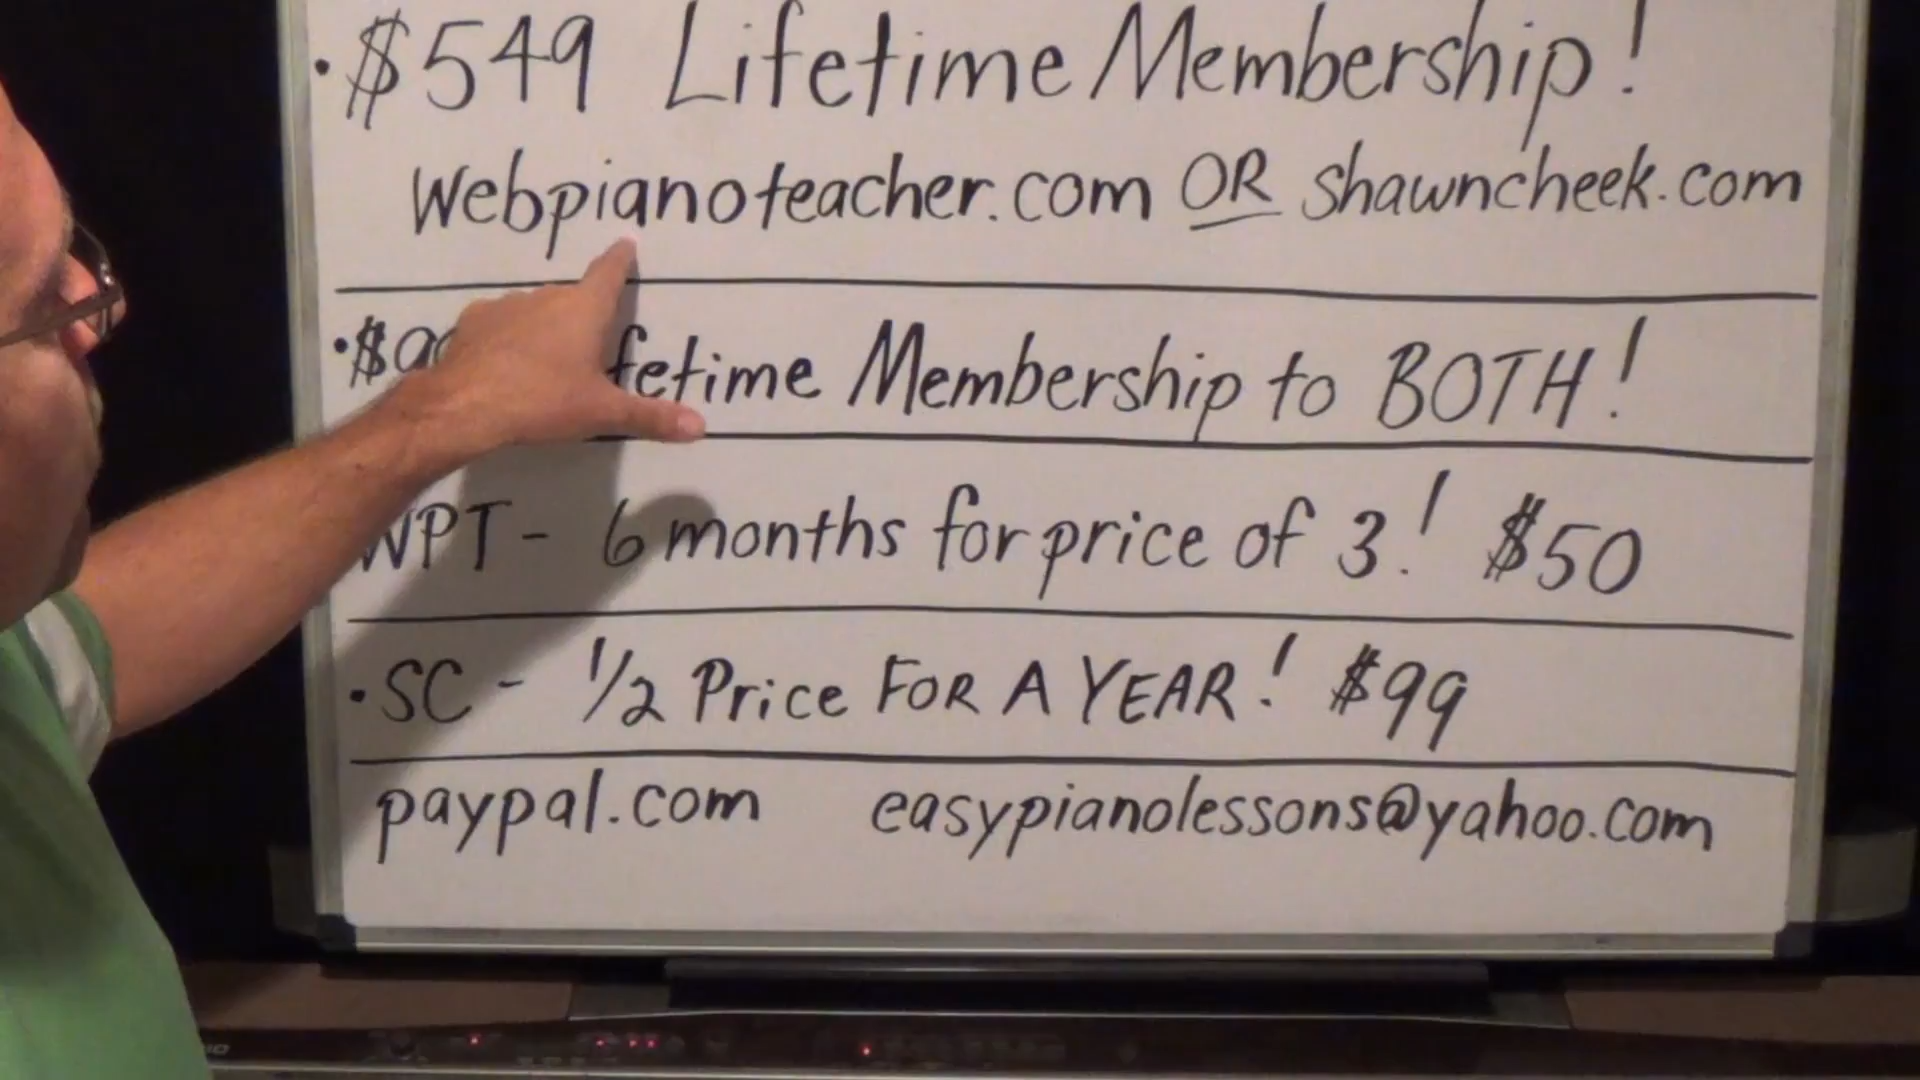 • $549 Lifetime Membership!
webpianoteacher.com OR shawncheek.com
Membership to BOTH!
WPT - 6 months for price of 3! $50
• SC - 1/2 Price FOR A YEAR! $99
paypal.com easypianolessons@yahoo.com